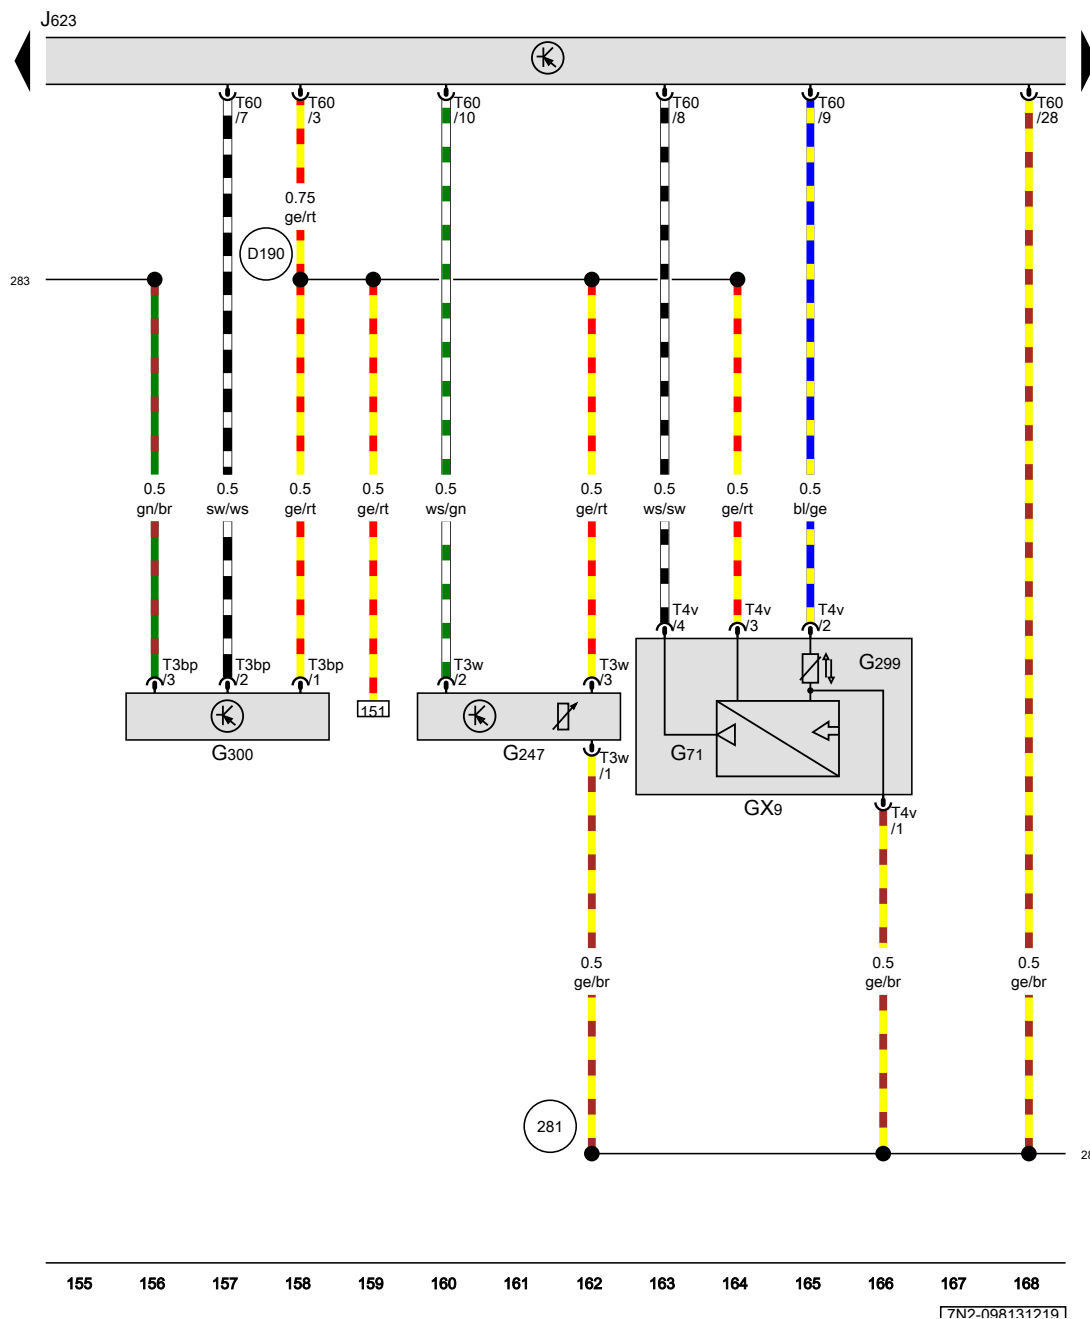 J623
T60 T60 T60 T60 T60 T60
/7 /3 /10 /8 /9 /28
0.75
ge/rt
D190
283
0.5 0.5 0.5 0.5 0.5 0.5 0.5 0.5 0.5
gn/br sw/ws ge/rt ge/rt ws/gn ge/rt ws/sw ge/rt bl/ge
T4v T4v T4v
/4 /3 /2
T3bp T3bp T3bp T3w T3w G299
/3 /2 /1 /2 /3
151
G300 G247 G71
T3w
/1
GX9
T4v
/1
0.5 0.5 0.5
ge/br ge/br ge/br
281
28
155 156 157 158 159 160 161 162 163 164 165 166 167 168
7N2-098131219